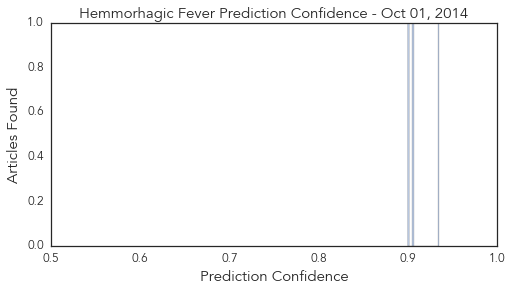 Hemmorhagic Fever Prediction Confidence - Oct 01, 2014
Articles Found
1.0
0.8
0.6
0.4
0.2
0.0
0.5 0.6 0.7 0.8 0.9 1.0
Prediction Confidence